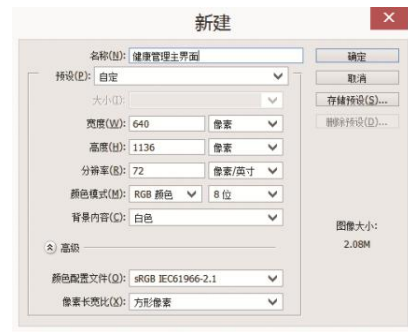 新建
名称(N): 健康管理主界面 确定
预设(P): 自定 取消
大小(I): 存储预设(S)...
宽度(W): 640 像素 删除预设(D)...
高度(H): 1136 像素
分辨率(R): 72 像素/英寸
颜色模式(M): RGB 颜色 8 位
背景内容(C): 白色
图像大小:
高级 2.08M
颜色配置文件(O): sRGB IEC61966-2.1
像素长宽比(X): 方形像素